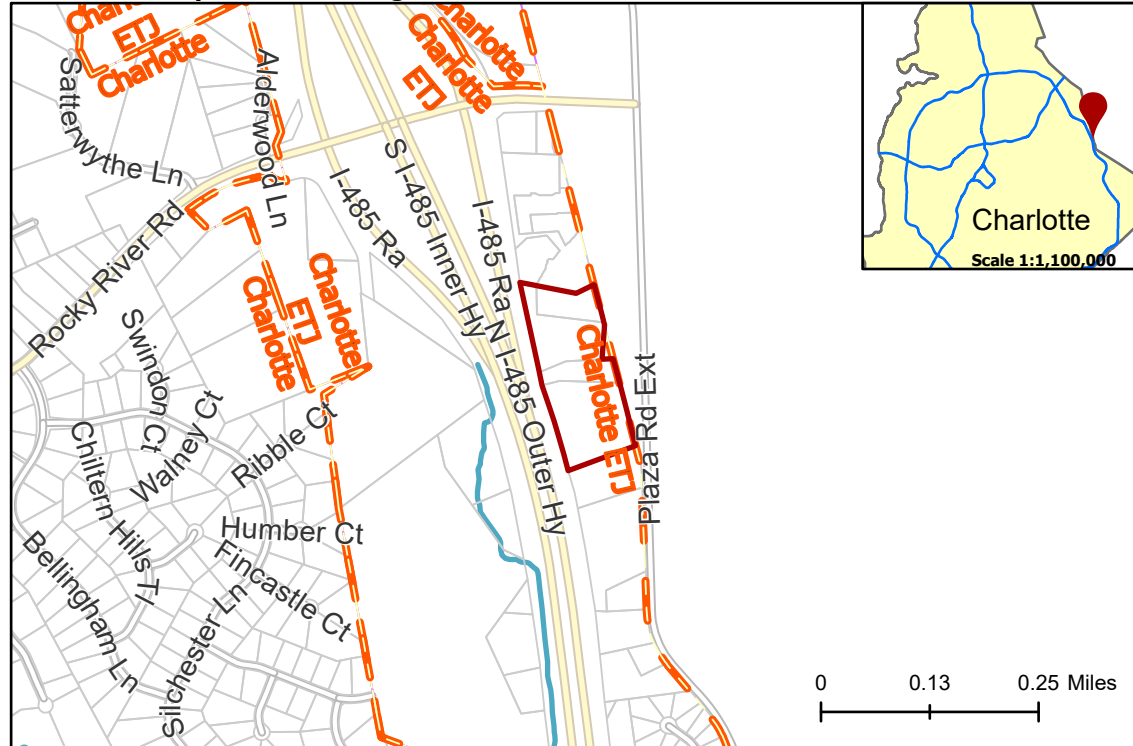 Charlotte
ETJ
Charlotte
Charlotte
Charlotte
ETJ
Charlotte
Satterwythe Ln
Alderwood Ln
Rocky River Rd
I-485 Ra
S I-485 Inner Hy
I-485 Ra
N I-485 Outer Hy
Charlotte
ETJ
Charlotte
Charlotte ETJ
Plaza Rd Ext
Swindon Ct
Walney Ct
Ribble Ct
Chiltern Hills Tl
Humber Ct
Fincastle Ct
Bellingham Ln
Silchester Ln
Charlotte
Scale 1:1,100,000
0 0.13 0.25 Miles